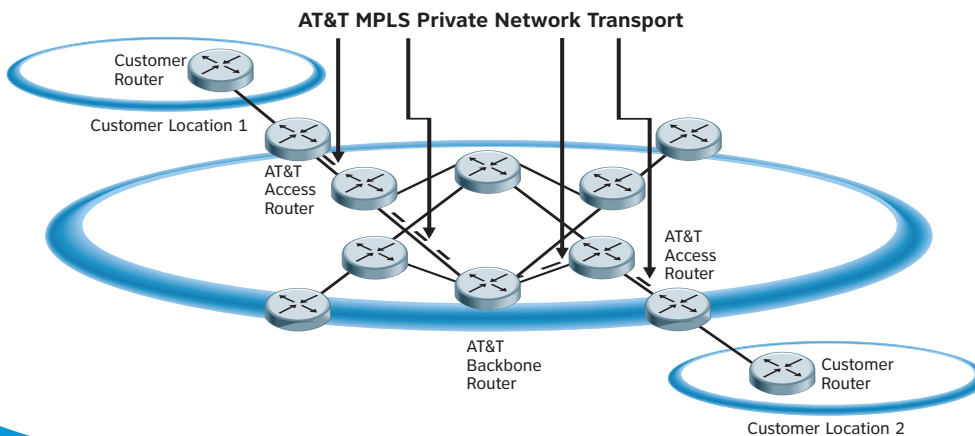 AT&T MPLS Private Network Transport
Customer
Router
Customer Location 1
AT&T
Access
Router
AT&T
Access
Router
AT&T
Backbone
Router
Customer
Router
Customer Location 2